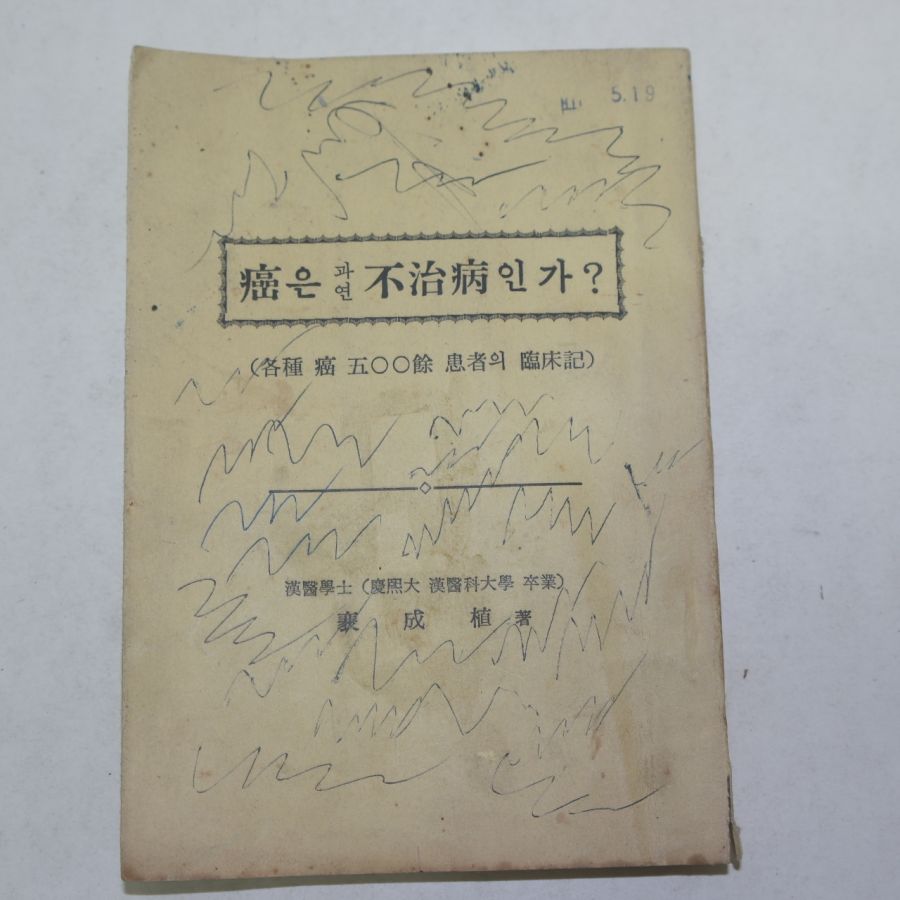 5.19
癌은 과연 不治病인가?
(各種 癌 五〇〇餘 患者의 臨床記)
漢醫學士 (慶熙大 漢醫科大學 卒業)
裵成植 著